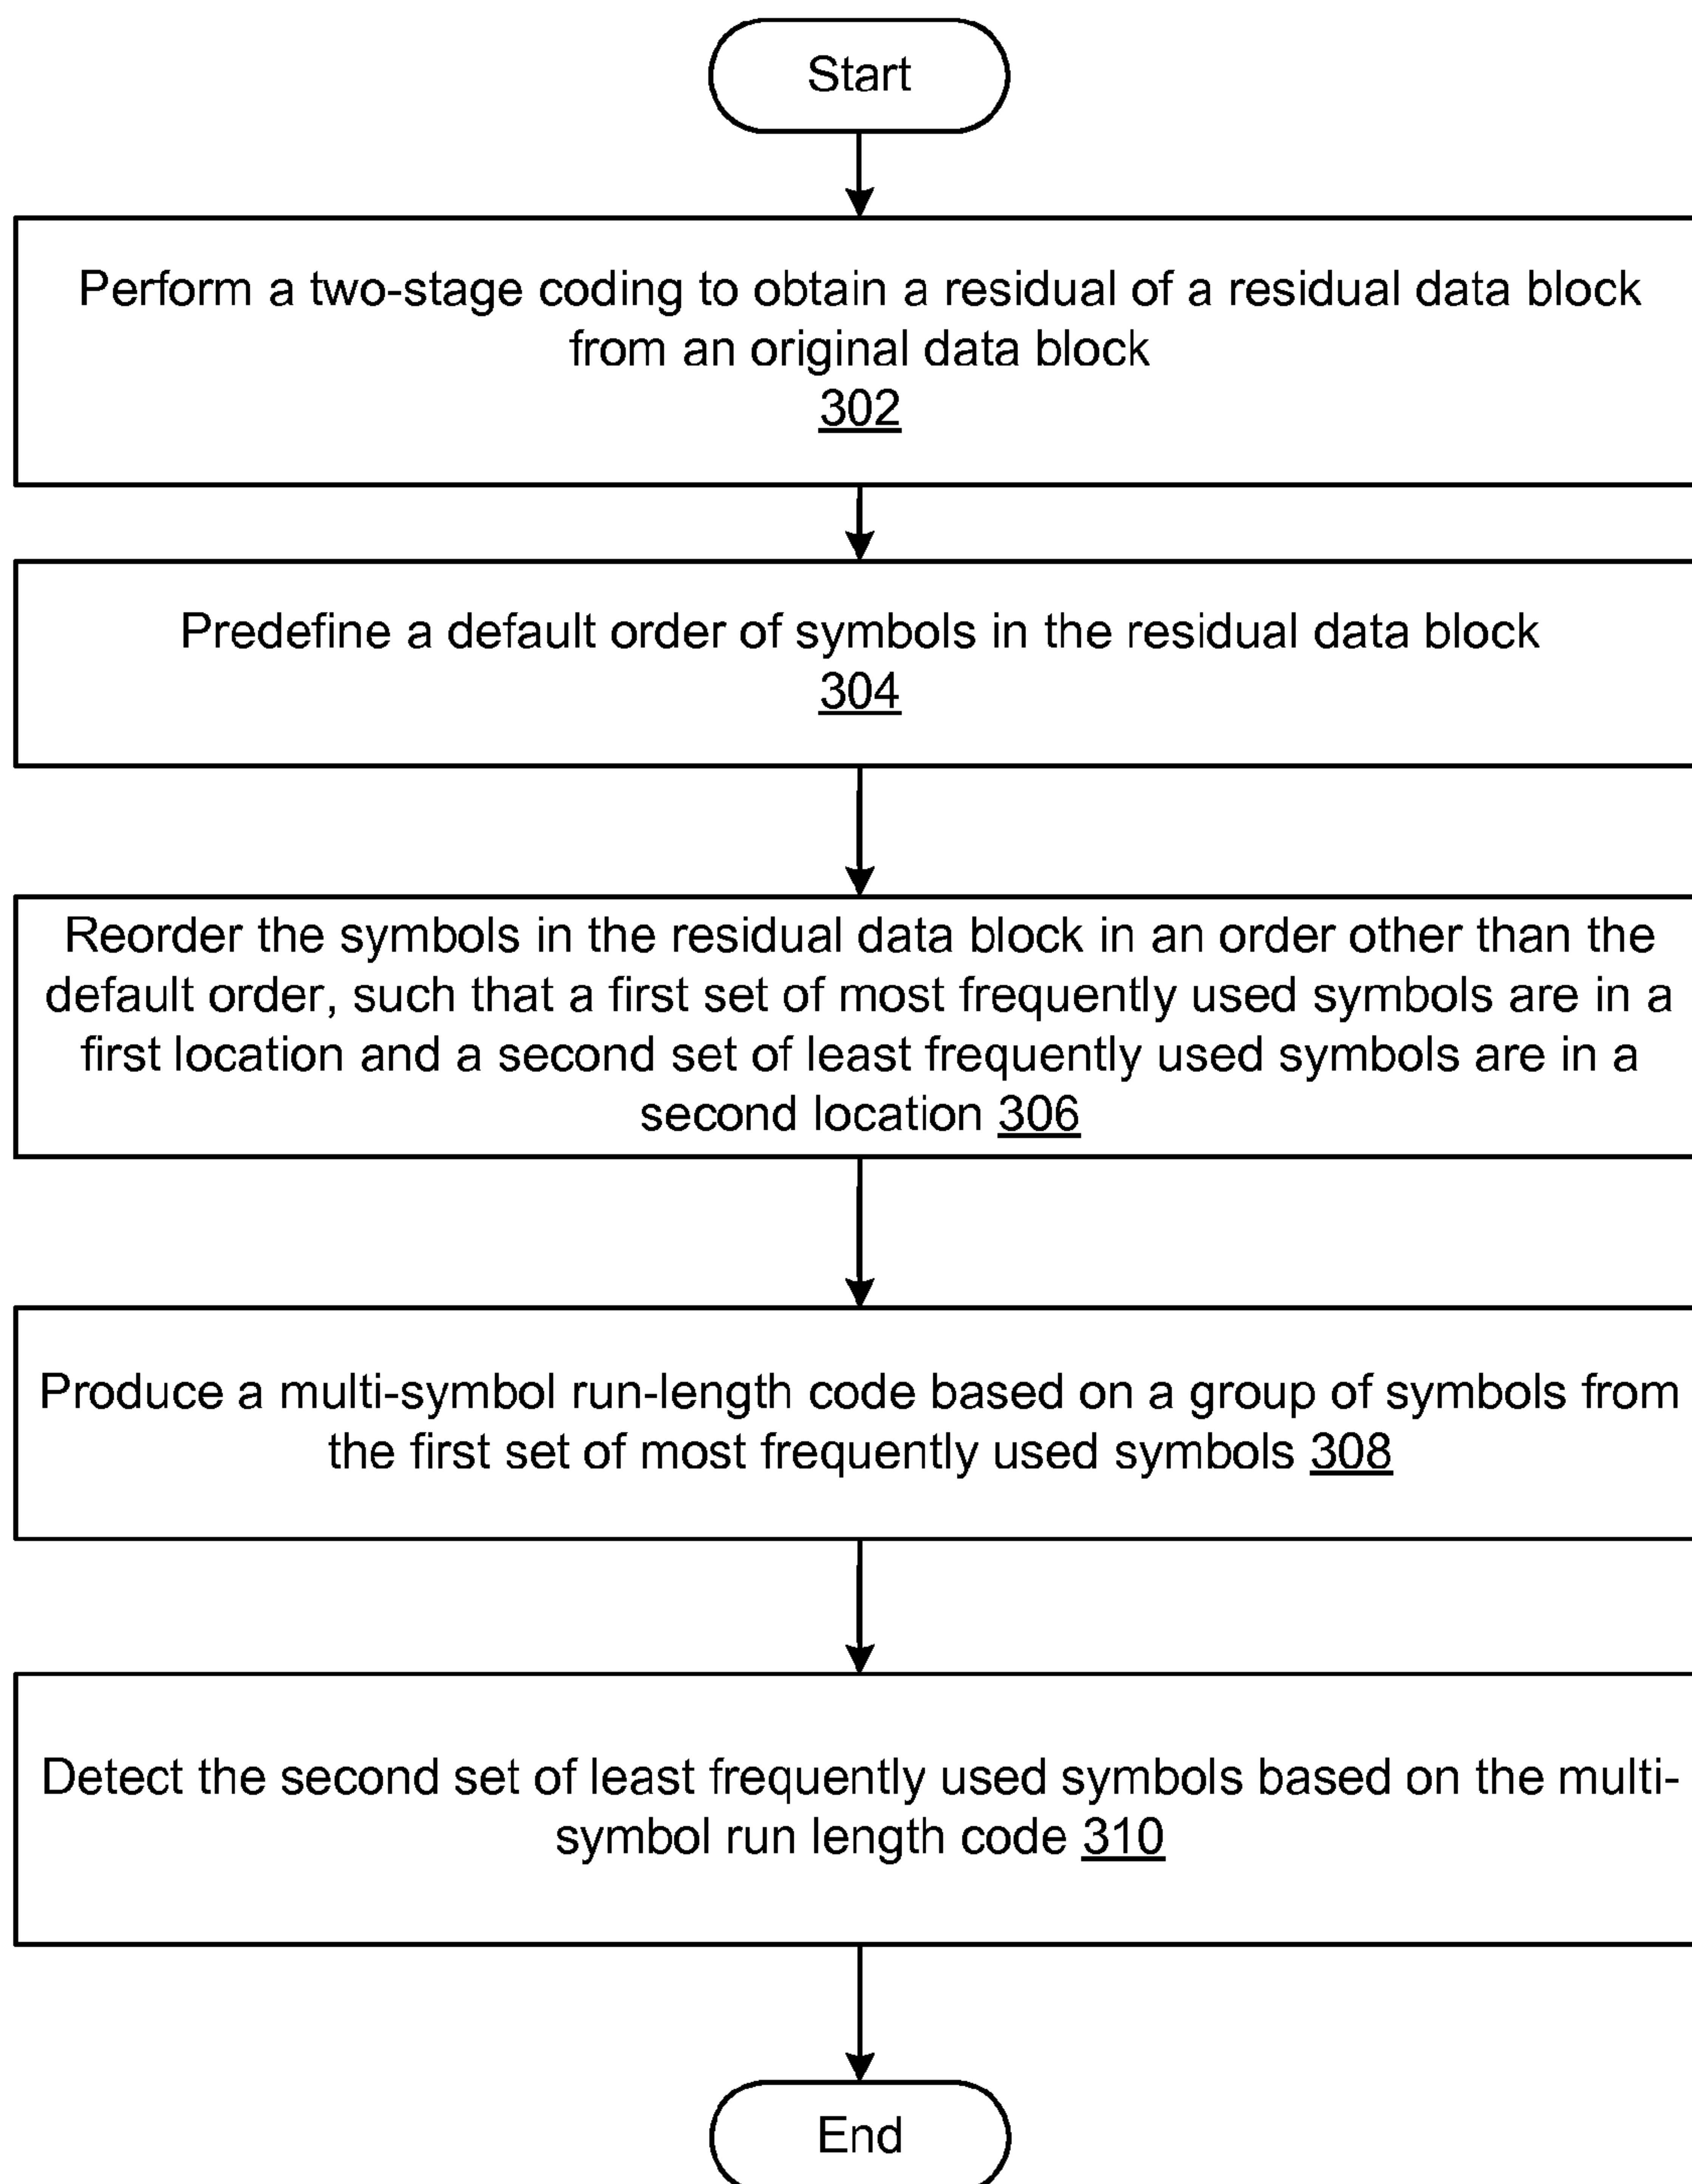 Start
Perform a two-stage coding to obtain a residual of a residual data block
from an original data block
302
Predefine a default order of symbols in the residual data block
304
Reorder the symbols in the residual data block in an order other than the
default order, such that a first set of most frequently used symbols are in a
first location and a second set of least frequently used symbols are in a
second location 306
Produce a multi-symbol run-length code based on a group of symbols from
the first set of most frequently used symbols 308
Detect the second set of least frequently used symbols based on the multi-
symbol run length code 310
End